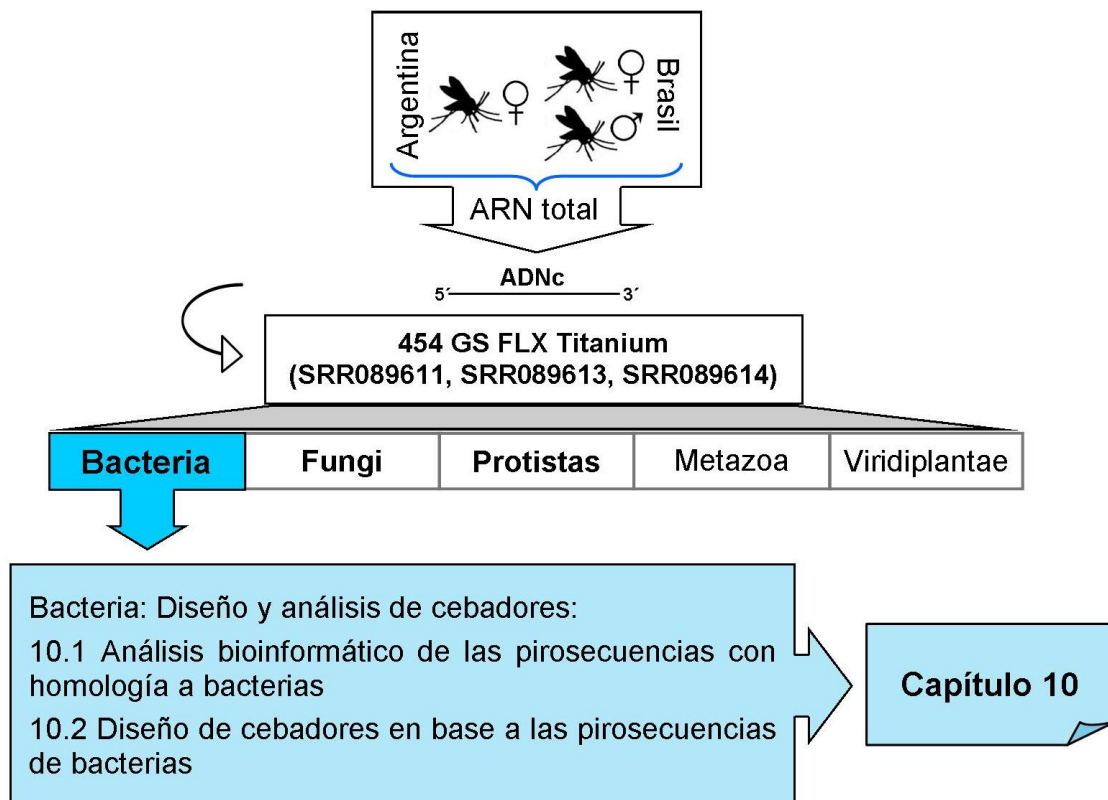 Argentina
♀
♀
♂
Brasil
ARN total
ADNc
5´ 3´
454 GS FLX Titanium
(SRR089611, SRR089613, SRR089614)
Bacteria Fungi Protistas Metazoa Viridiplantae
Bacteria: Diseño y análisis de cebadores:
10.1 Análisis bioinformático de las pirosecuencias con
homología a bacterias
10.2 Diseño de cebadores en base a las pirosecuencias
de bacterias
Capítulo 10